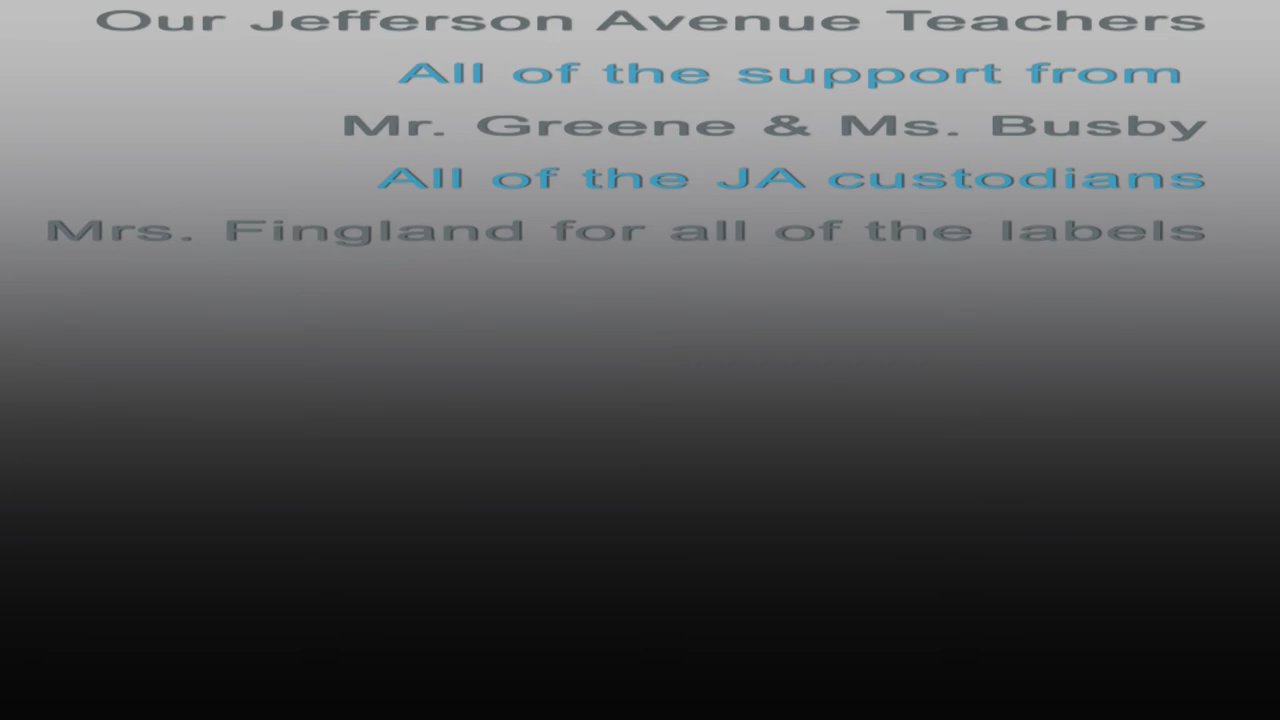 Our Jefferson Avenue Teachers
All of the support from
Mr. Greene & Ms. Busby
All of the JA custodians
Mrs. Fingland for all of the labels